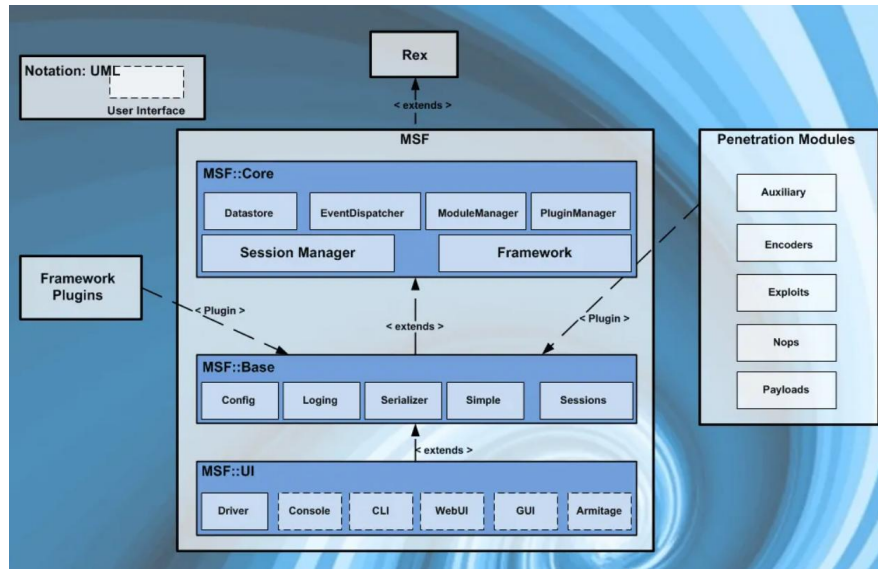 Rex
Notation: UML
User Interface
< extends >
MSF
Penetration Modules
MSF::Core
Datastore
EventDispatcher
ModuleManager
PluginManager
Session Manager
Framework
Auxiliary
Encoders
Exploits
Nops
Payloads
Framework
Plugins
< Plugin >
< extends >
< Plugin >
MSF::Base
Config
Loging
Serializer
Simple
Sessions
< extends >
MSF::UI
Driver
Console
CLI
WebUI
GUI
Armitage